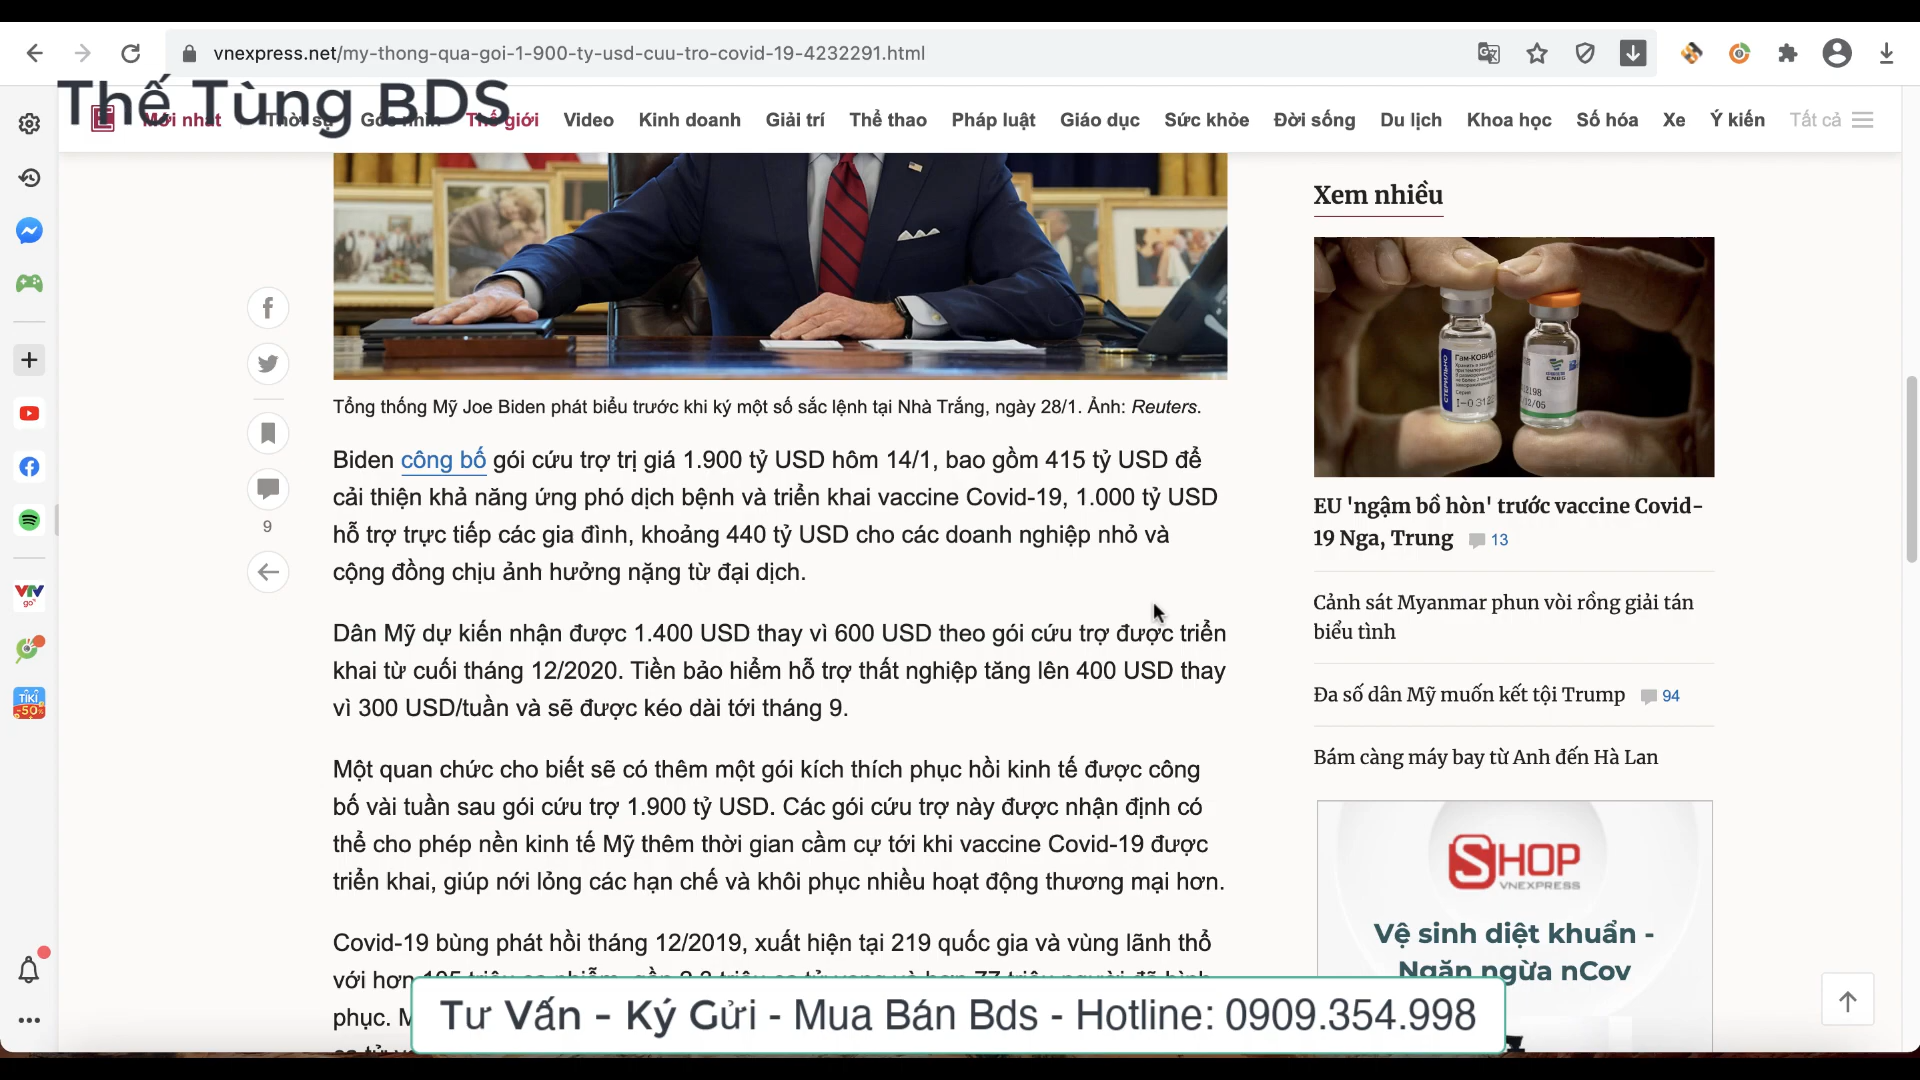 vnexpress.net/my-thong-qua-goi-1-900-ty-usd-cuu-tro-covid-19-4232291.html
Thế Tùng BDS
Mới nhất Thời sự Góc nhìn Thế giới Video Kinh doanh Giải trí Thể thao Pháp luật Giáo dục Sức khỏe Đời sống Du lịch Khoa học Số hóa Xe Ý kiến Tất cả
Tổng thống Mỹ Joe Biden phát biểu trước khi ký một số sắc lệnh tại Nhà Trắng, ngày 28/1. Ảnh: Reuters.
Biden công bố gói cứu trợ trị giá 1.900 tỷ USD hôm 14/1, bao gồm 415 tỷ USD để
cải thiện khả năng ứng phó dịch bệnh và triển khai vaccine Covid-19, 1.000 tỷ USD
hỗ trợ trực tiếp các gia đình, khoảng 440 tỷ USD cho các doanh nghiệp nhỏ và
cộng đồng chịu ảnh hưởng nặng từ đại dịch.
9
Dân Mỹ dự kiến nhận được 1.400 USD thay vì 600 USD theo gói cứu trợ được triển
khai từ cuối tháng 12/2020. Tiền bảo hiểm hỗ trợ thất nghiệp tăng lên 400 USD thay
vì 300 USD/tuần và sẽ được kéo dài tới tháng 9.
Một quan chức cho biết sẽ có thêm một gói kích thích phục hồi kinh tế được công
bố vài tuần sau gói cứu trợ 1.900 tỷ USD. Các gói cứu trợ này được nhận định có
thể cho phép nền kinh tế Mỹ thêm thời gian cầm cự tới khi vaccine Covid-19 được
triển khai, giúp nới lỏng các hạn chế và khôi phục nhiều hoạt động thương mại hơn.
Covid-19 bùng phát hồi tháng 12/2019, xuất hiện tại 219 quốc gia và vùng lãnh thổ
với hơn
phục.
Xem nhiều
EU 'ngậm bồ hòn' trước vaccine Covid-
19 Nga, Trung 13
Cảnh sát Myanmar phun vòi rồng giải tán
biểu tình
Đa số dân Mỹ muốn kết tội Trump 94
Bám càng máy bay từ Anh đến Hà Lan
SHOP
VNEXPRESS
Vệ sinh diệt khuẩn -
Ngăn ngừa nCov
VTV
go
TIKI
-50%
Tư Vấn - Ký Gửi - Mua Bán Bds - Hotline: 0909.354.998